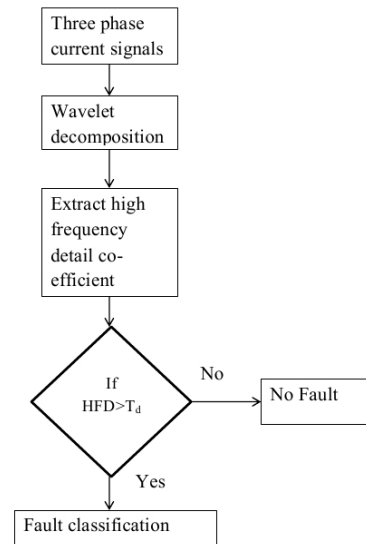 Three phase
current signals
Wavelet
decomposition
Extract high
frequency
detail co-
efficient
If
HFD>T_d
No
No Fault
Yes
Fault classification